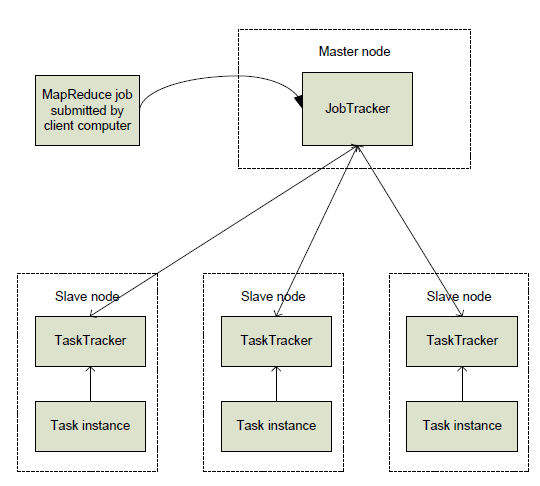 Master node
MapReduce job
submitted by
client computer
JobTracker
Slave node
Slave node
Slave node
TaskTracker
TaskTracker
TaskTracker
Task instance
Task instance
Task instance